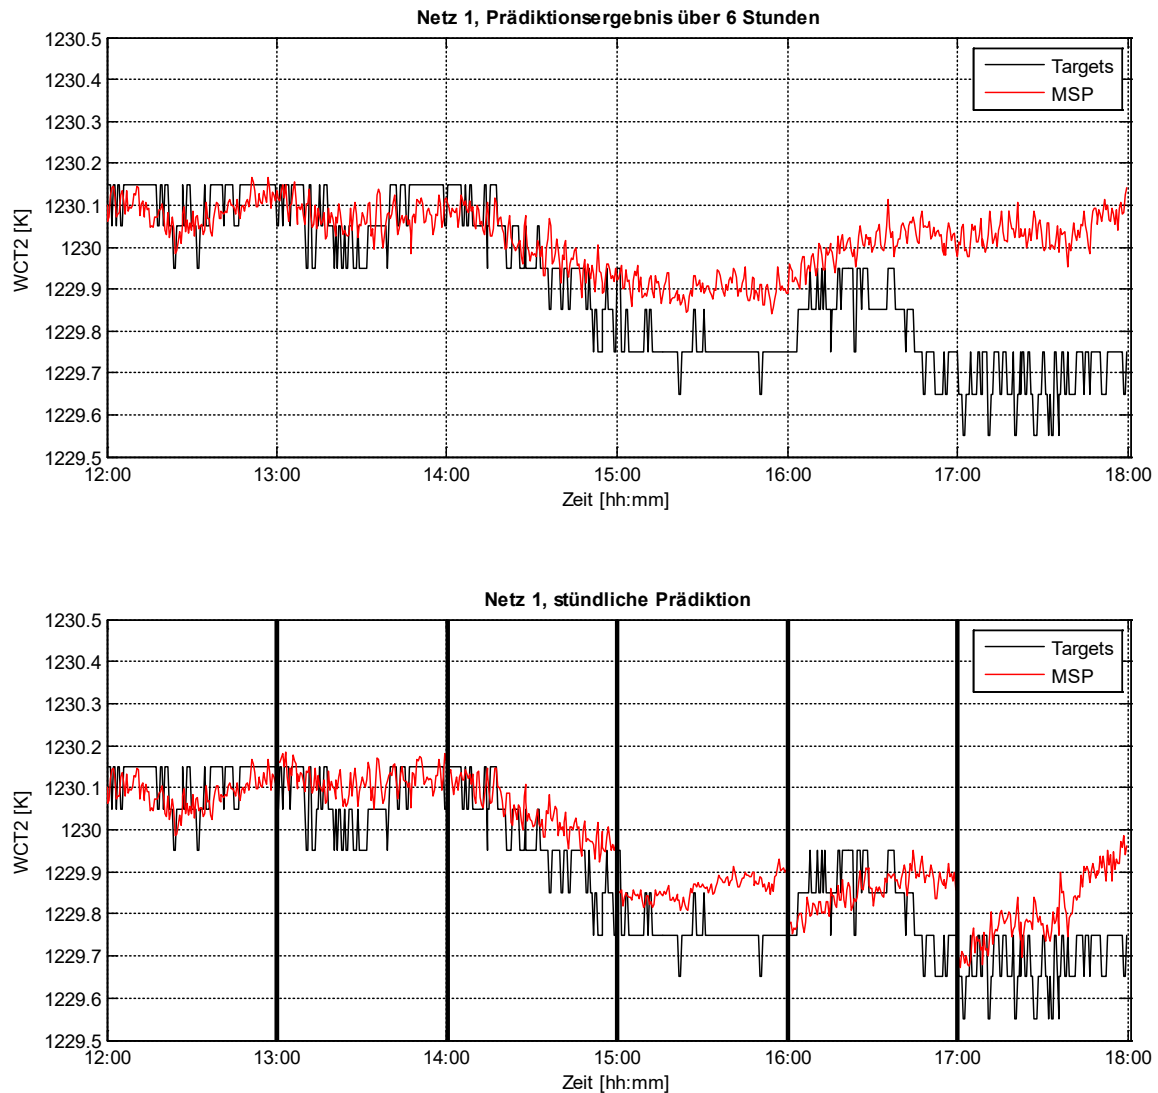 Netz 1, Prädiktionsergebnis über 6 Stunden
1230.5
1230.4
1230.3
1230.2
1230.1
1230
1229.9
1229.8
1229.7
1229.6
1229.5
WCT2 [K]
Targets
MSP
12:00 13:00 14:00 15:00 16:00 17:00 18:00
Zeit [hh:mm]
Netz 1, stündliche Prädiktion
1230.5
1230.4
1230.3
1230.2
1230.1
1230
1229.9
1229.8
1229.7
1229.6
1229.5
WCT2 [K]
Targets
MSP
12:00 13:00 14:00 15:00 16:00 17:00 18:00
Zeit [hh:mm]